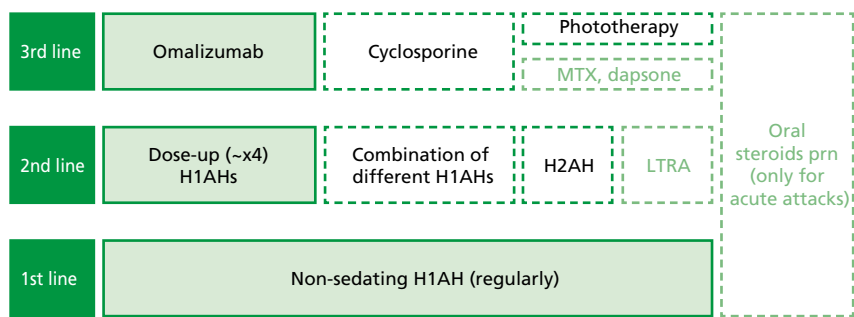 3rd line
Omalizumab
Cyclosporine
Phototherapy
MTX, dapsone
2nd line
Dose-up (~x4)
H1AHs
Combination of
different H1AHs
H2AH
LTRA
Oral
steroids prn
(only for
acute attacks)
1st line
Non-sedating H1AH (regularly)